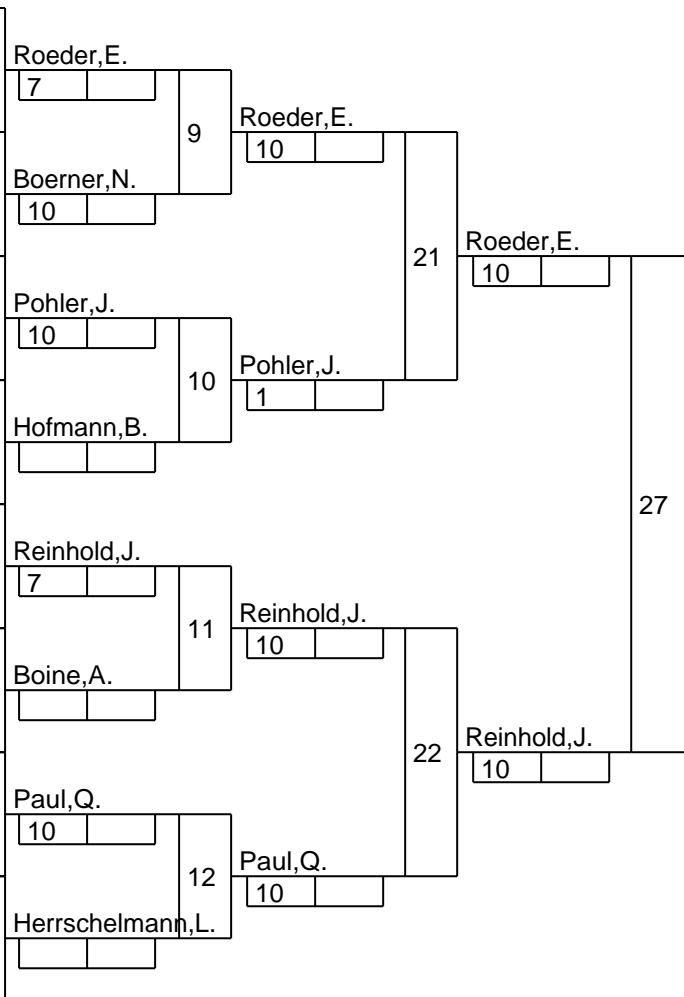 Roeder,E.
7
9
Roeder,E.
10
Boerner,N.
10
21
Roeder,E.
10
Pohler,J.
10
10
Pohler,J.
1
Hofmann,B.
27
Reinhold,J.
7
11
Reinhold,J.
10
Boine,A.
22
Reinhold,J.
10
Paul,Q.
10
12
Paul,Q.
10
Herrschelmann,L.